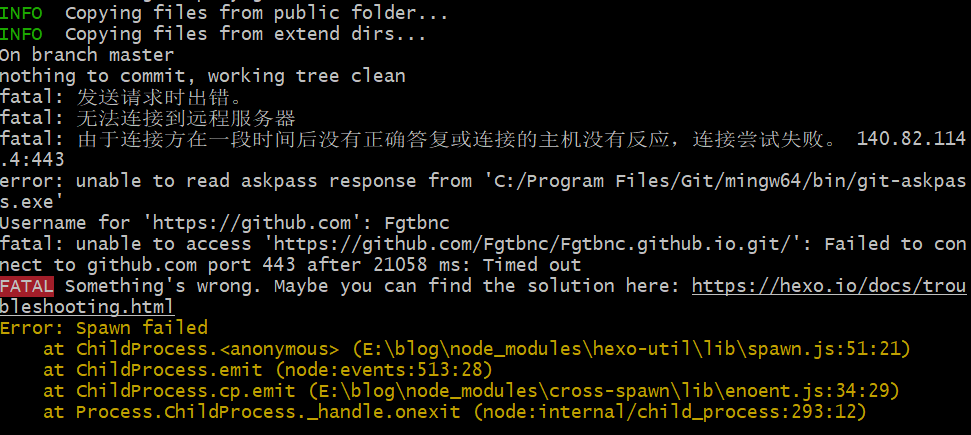 INFO  Copying files from public folder...
INFO  Copying files from extend dirs...
On branch master
nothing to commit, working tree clean
fatal: 发送请求时出错。
fatal: 无法连接到远程服务器
fatal: 由于连接方在一段时间后没有正确答复或连接的主机没有反应，连接尝试失败。 140.82.114
.4:443
error: unable to read askpass response from 'C:/Program Files/Git/mingw64/bin/git-askpas
s.exe'
Username for 'https://github.com': Fgtbnc
fatal: unable to access 'https://github.com/Fgtbnc/Fgtbnc.github.io.git/': Failed to con
nect to github.com port 443 after 21058 ms: Timed out
FATAL Something's wrong. Maybe you can find the solution here: https://hexo.io/docs/trou
bleshooting.html
Error: Spawn failed
    at ChildProcess.<anonymous> (E:\blog\node_modules\hexo-util\lib\spawn.js:51:21)
    at ChildProcess.emit (node:events:513:28)
    at ChildProcess.cp.emit (E:\blog\node_modules\cross-spawn\lib\enoent.js:34:29)
    at Process.ChildProcess._handle.onexit (node:internal/child_process:293:12)